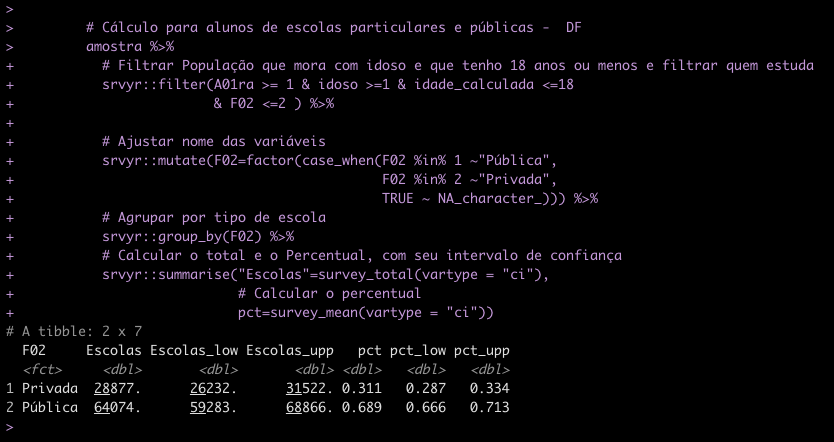 >
>         # Cálculo para alunos de escolas particulares e públicas -  DF
>         amostra %>%
+           # Filtrar População que mora com idoso e que tenho 18 anos ou menos e filtrar quem estuda
+           srvyr::filter(A01ra >= 1 & idoso >=1 & idade_calculada <=18
+                         & F02 <=2 ) %>%
+
+           # Ajustar nome das variáveis
+           srvyr::mutate(F02=factor(case_when(F02 %in% 1 ~"Pública",
+                                              F02 %in% 2 ~"Privada",
+                                              TRUE ~ NA_character_))) %>%
+           # Agrupar por tipo de escola
+           srvyr::group_by(F02) %>%
+           # Calcular o total e o Percentual, com seu intervalo de confiança
+           srvyr::summarise("Escolas"=survey_total(vartype = "ci"),
+                            # Calcular o percentual
+                            pct=survey_mean(vartype = "ci"))
# A tibble: 2 x 7
  F02     Escolas Escolas_low Escolas_upp   pct pct_low pct_upp
  <fct>     <dbl>       <dbl>       <dbl> <dbl>   <dbl>   <dbl>
1 Privada  28877.      26232.      31522. 0.311   0.287   0.334
2 Pública  64074.      59283.      68866. 0.689   0.666   0.713
>